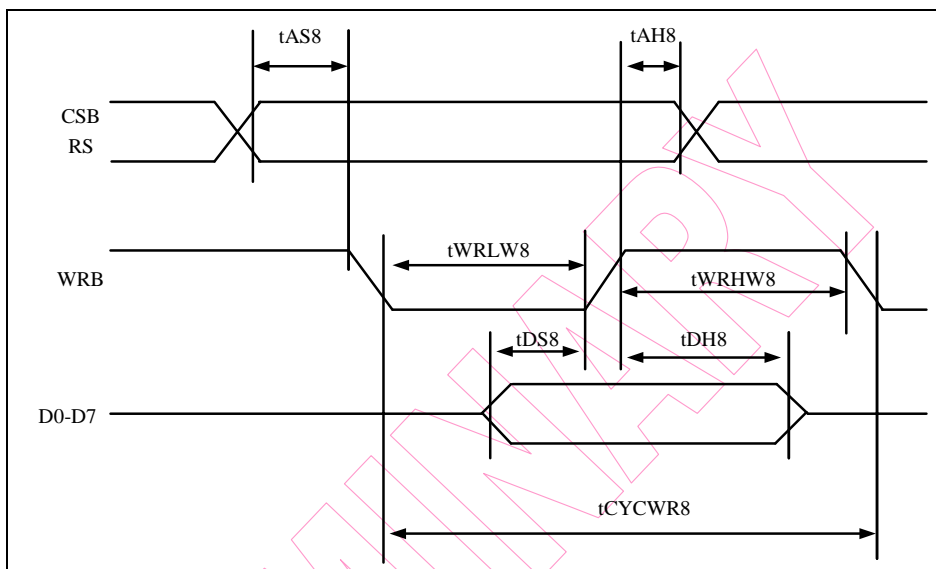 tAS8
tAH8
CSB
RS
tWRLW8
WRB
tWRHW8
tDS8
tDH8
D0-D7
tCYCWR8